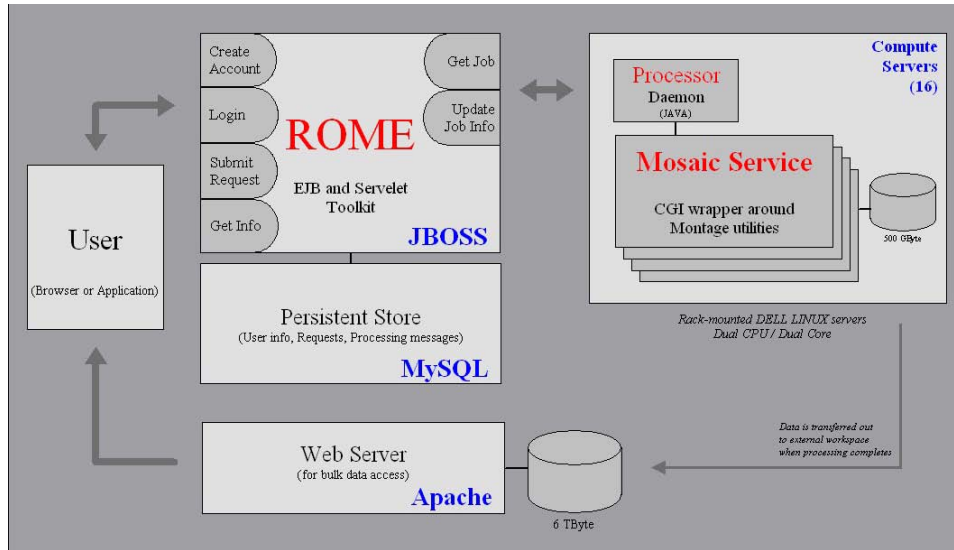 Create
Account
Login
Submit
Request
Get Info
Get Job
Update
Job Info
ROME
EJB and Servelet
Toolkit
JBOSS
Compute
Servers
(16)
Processor
Daemon
(JAVA)
Mosaic Service
CGI wrapper around
Montage utilities
500 GByte
User
(Browser or Application)
Persistent Store
(User info, Requests, Processing messages)
MySQL
Rack-mounted DELL LINUX servers
Dual CPU / Dual Core
Data is transferred out
to external workspace
when processing completes
Web Server
(for bulk data access)
Apache
6 TByte